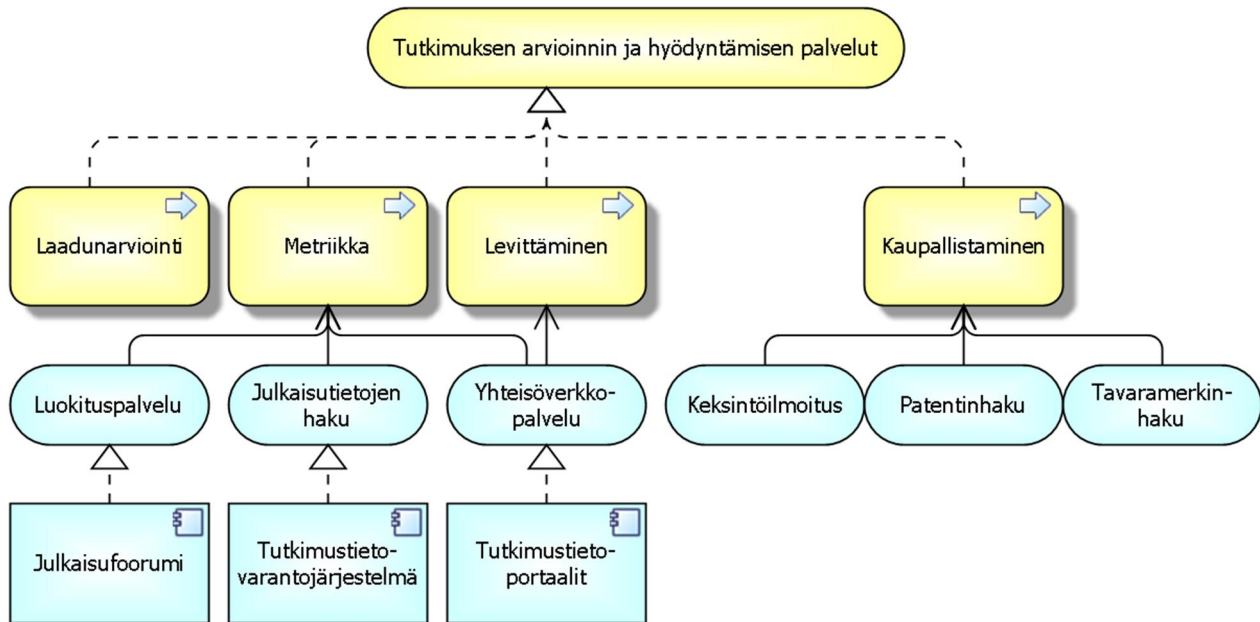 Tutkimuksen arvioinnin ja hyödyntämisen palvelut
Laadunarviointi
Metriikka
Levittäminen
Kaupallistaminen
Luokituspalvelu
Julkaisutietojen
haku
Yhteisöverkko-
palvelu
Keksintöilmoitus
Patentinhaku
Tavaramerkin-
haku
Julkaisufoorumi
Tutkimustieto-
varantojärjestelmä
Tutkimustieto-
portaalit